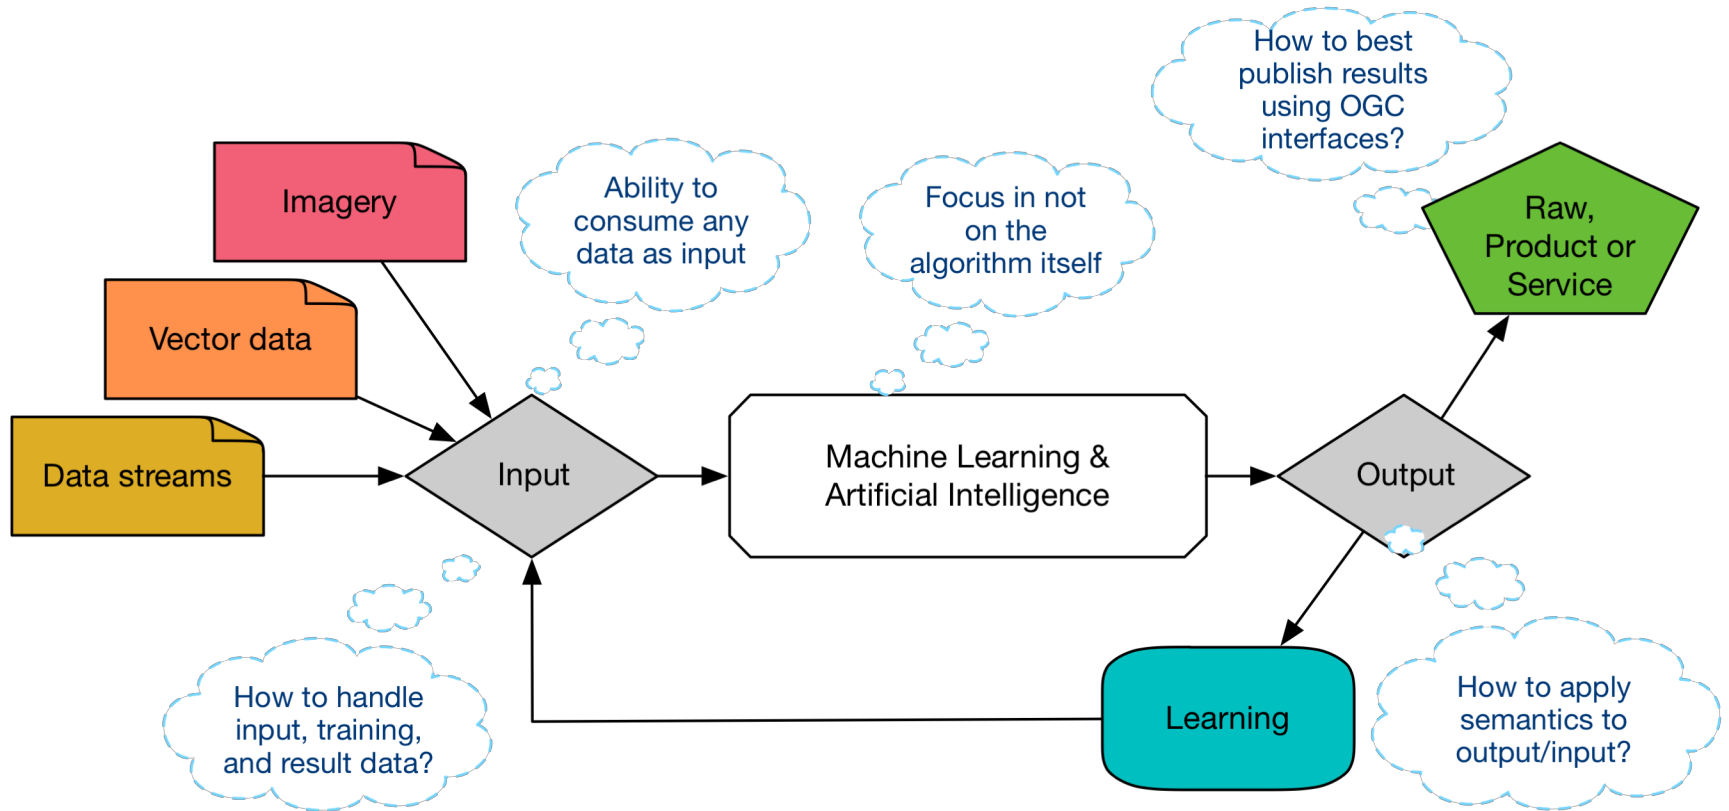 How to best
publish results
using OGC
interfaces?
Imagery
Ability to
consume any
data as input
Focus in not
on the
algorithm itself
Raw,
Product or
Service
Vector data
Data streams
Input
Machine Learning &
Artificial Intelligence
Output
How to handle
input, training,
and result data?
Learning
How to apply
semantics to
output/input?